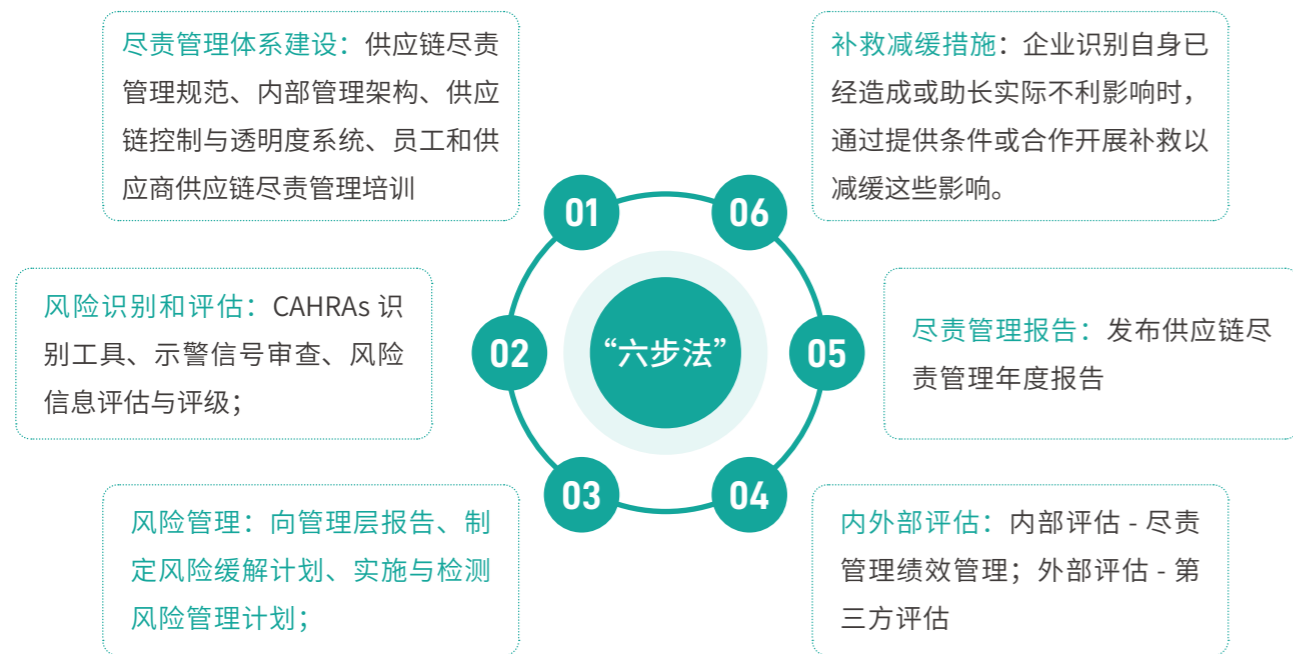 尽责管理体系建设：供应链尽责
管理规范、内部管理架构、供应
链控制与透明度系统、员工和供
应商供应链尽责管理培训
01
风险识别和评估：CAHRAs 识
别工具、示警信号审查、风险
信息评估与评级；
02
风险管理：向管理层报告、制
定风险缓解计划、实施与检测
风险管理计划；
03
“六步法”
内外部评估：内部评估 - 尽责
管理绩效管理；外部评估 - 第
三方评估
04
尽责管理报告：发布供应链尽
责管理年度报告
05
补救减缓措施：企业识别自身已
经造成或助长实际不利影响时，
通过提供条件或合作开展补救以
减缓这些影响。
06